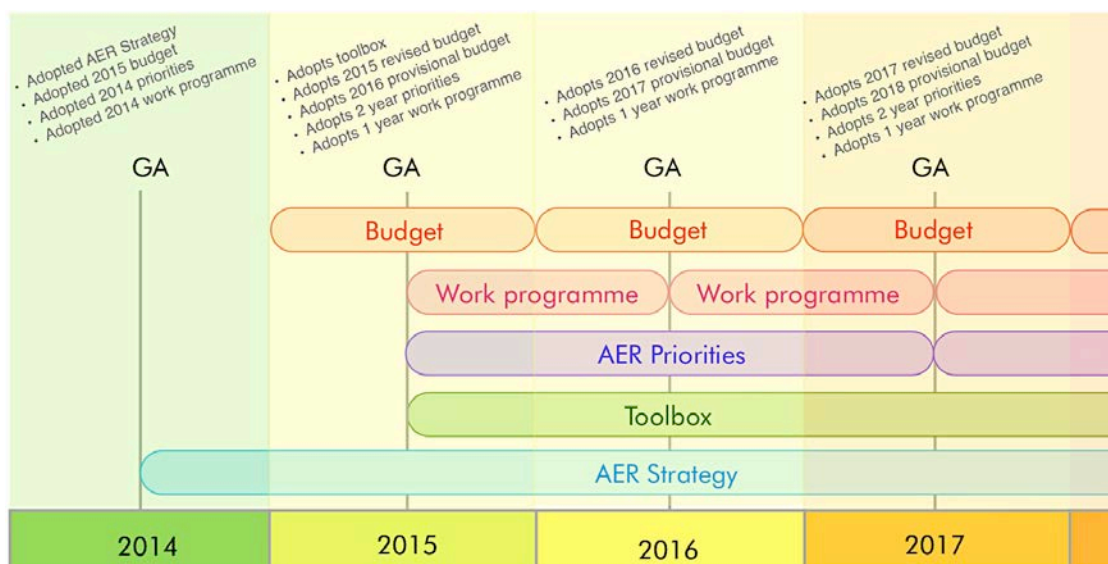 • Adopted AER Strategy
• Adopted 2015 budget
• Adopted 2014 priorities
• Adopted 2014 work programme
• Adopts toolbox
• Adopts 2015 revised budget
• Adopts 2016 provisional budget
• Adopts 2 year priorities
• Adopts 1 year work programme
• Adopts 2016 revised budget
• Adopts 2017 provisional budget
• Adopts 1 year work programme
• Adopts 2017 revised budget
• Adopts 2018 provisional budget
• Adopts 2 year priorities
• Adopts 1 year work programme
GA
GA
GA
GA
Budget
Budget
Budget
Work programme
Work programme
AER Priorities
Toolbox
AER Strategy
2014
2015
2016
2017